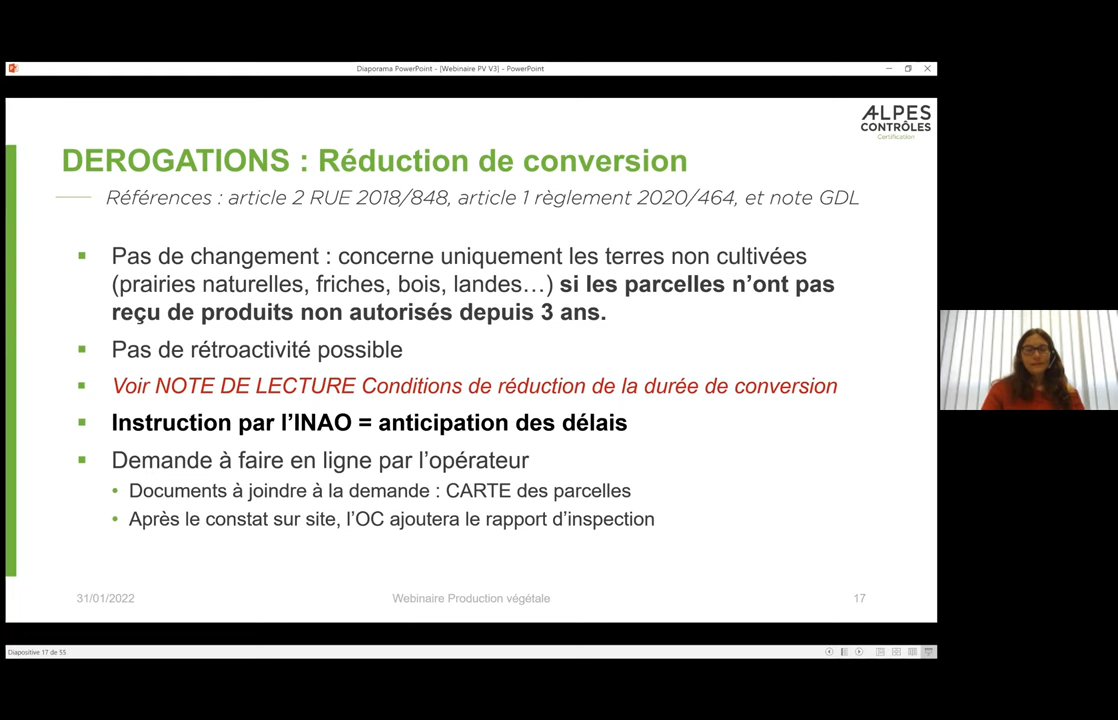 Diaporama PowerPoint - [Webinaire PV V3] - PowerPoint
ALPES
CONTRÔLES
Certification
DEROGATIONS : Réduction de conversion
Références : article 2 RUE 2018/848, article 1 règlement 2020/464, et note GDL
Pas de changement : concerne uniquement les terres non cultivées
(prairies naturelles, friches, bois, landes…) si les parcelles n’ont pas
reçu de produits non autorisés depuis 3 ans.
Pas de rétroactivité possible
Voir NOTE DE LECTURE Conditions de réduction de la durée de conversion
Instruction par l’INAO = anticipation des délais
Demande à faire en ligne par l’opérateur
Documents à joindre à la demande : CARTE des parcelles
Après le constat sur site, l’OC ajoutera le rapport d’inspection
31/01/2022
Webinaire Production végétale
17
Diapositive 17 de 55